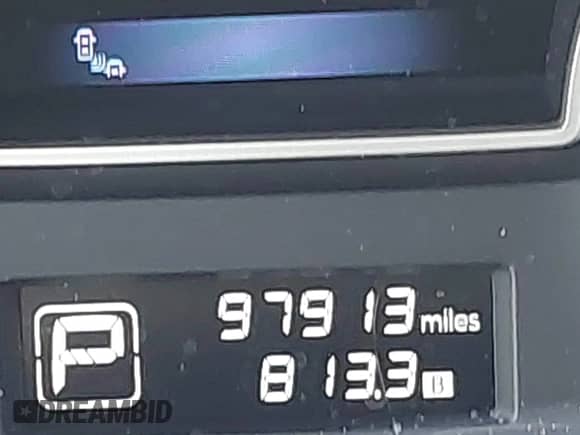 97913 miles
P
813.3 B
DREAMBID